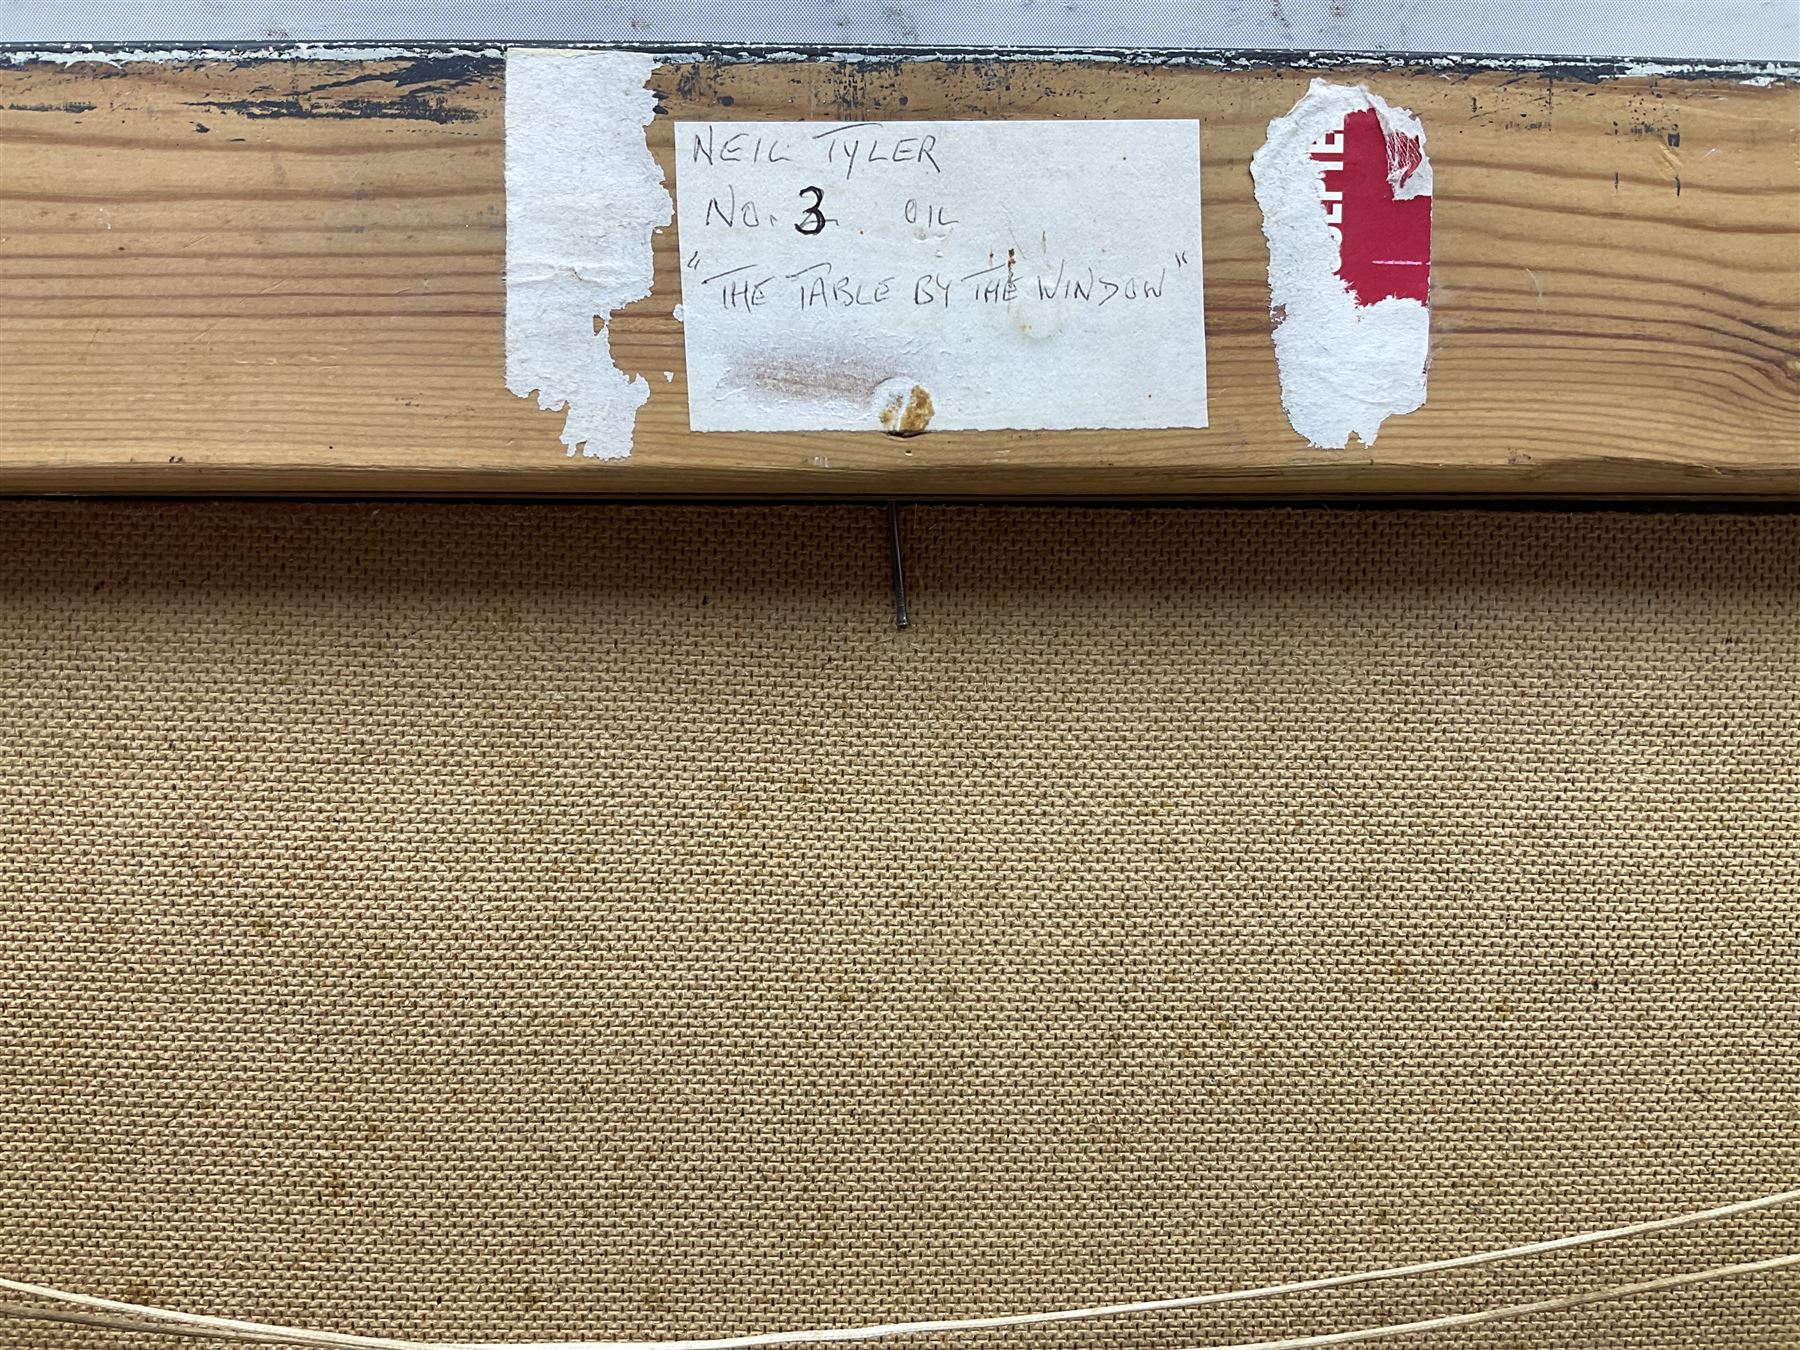 NEIL TYLER
No. 3 OIL
"THE TABLE BY THE WINDOW"